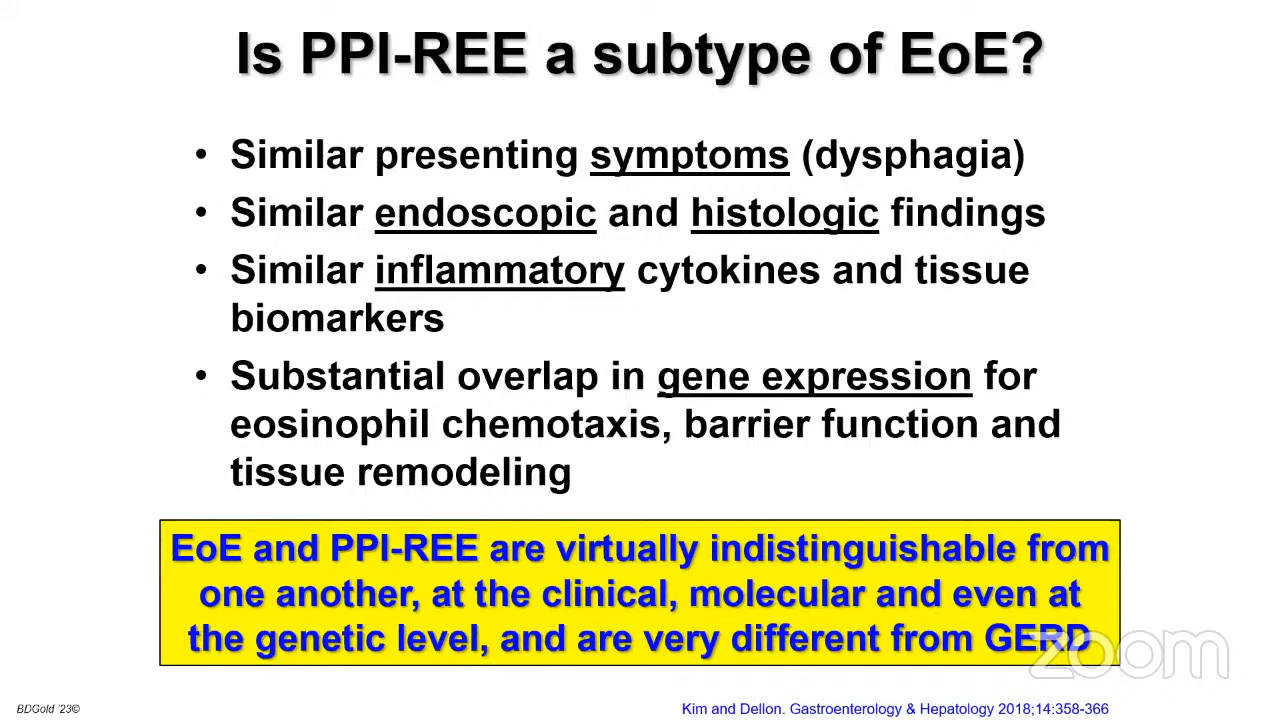 Is PPI-REE a subtype of EoE?
• Similar presenting symptoms (dysphagia)
• Similar endoscopic and histologic findings
• Similar inflammatory cytokines and tissue
biomarkers
• Substantial overlap in gene expression for
eosinophil chemotaxis, barrier function and
tissue remodeling
EoE and PPI-REE are virtually indistinguishable from
one another, at the clinical, molecular and even at
the genetic level, and are very different from GERD
zoom
BDGold '23©
Kim and Dellon. Gastroenterology & Hepatology 2018;14:358-366